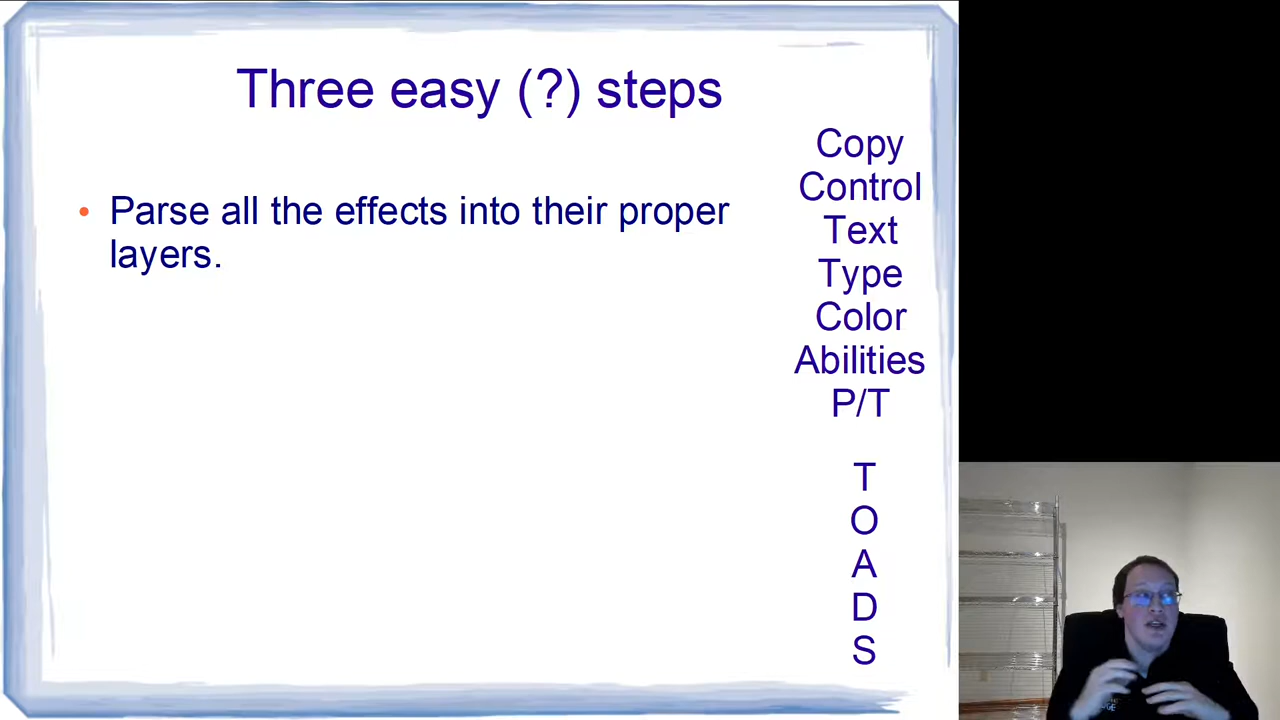 Three easy (?) steps
• Parse all the effects into their proper
layers.
Copy
Control
Text
Type
Color
Abilities
P/T
T
O
A
D
S